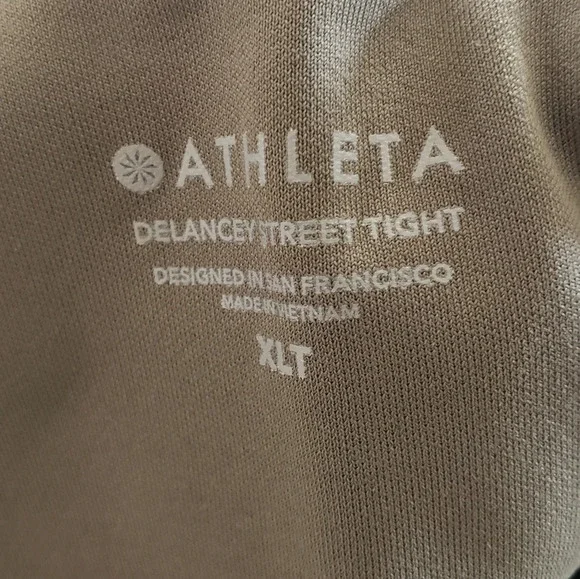 ATHLETA
DELANCEY STREET TIGHT
DESIGNED IN SAN FRANCISCO
MADE IN VIETNAM
XLT